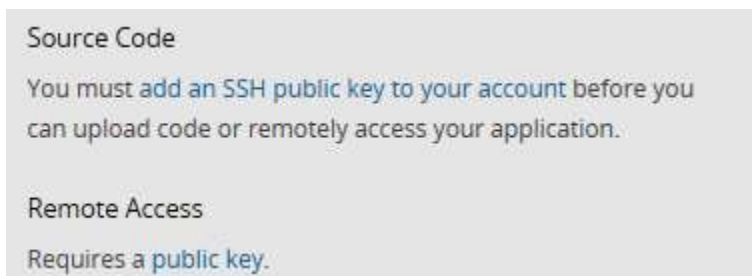 Source Code
You must add an SSH public key to your account before you
can upload code or remotely access your application.
Remote Access
Requires a public key.